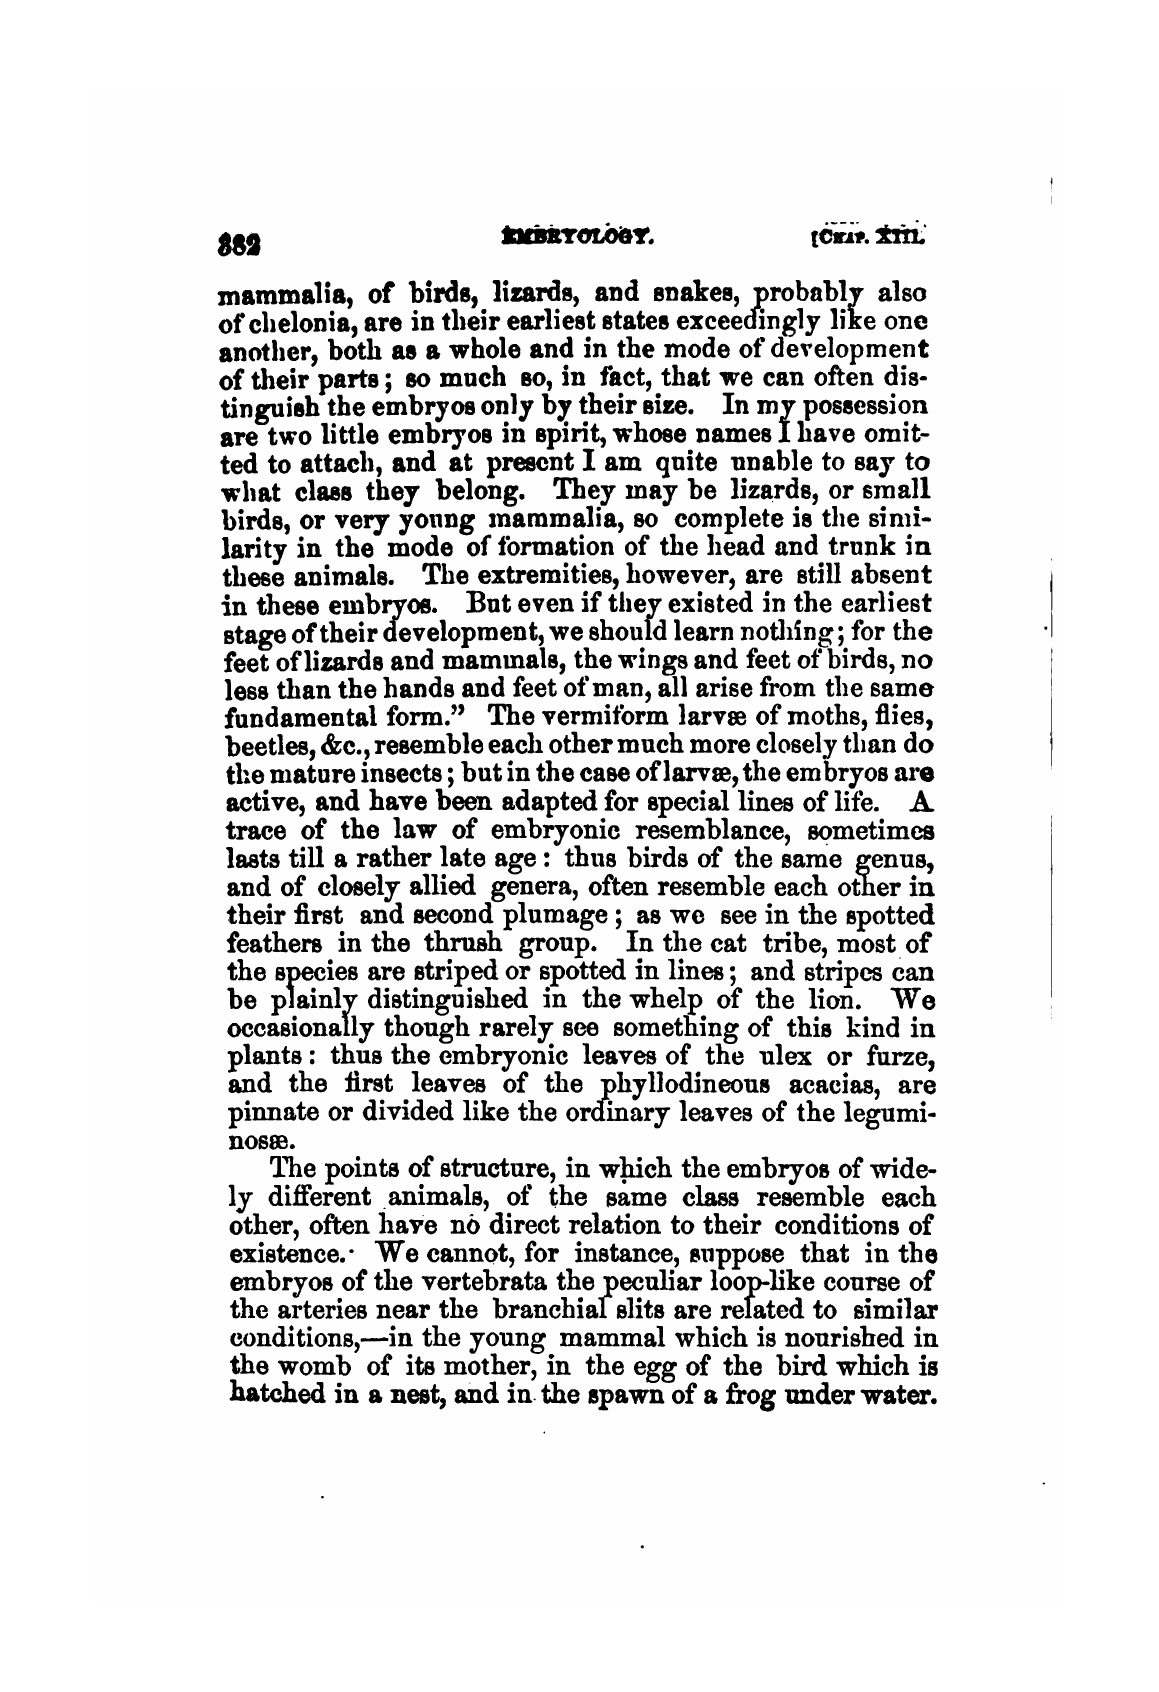 382 EMBRYOLOGY. [CHAP. XIII.
mammalia, of birds, lizards, and snakes, probably also
of chelonia, are in their earliest states exceedingly like one
another, both as a whole and in the mode of development
of their parts; so much so, in fact, that we can often dis-
tinguish the embryos only by their size. In my possession
are two little embryos in spirit, whose names I have omit-
ted to attach, and at present I am quite unable to say to
what class they belong. They may be lizards, or small
birds, or very young mammalia, so complete is the simi-
larity in the mode of formation of the head and trunk in
these animals. The extremities, however, are still absent
in these embryos. But even if they existed in the earliest
stage of their development, we should learn nothing; for the
feet of lizards and mammals, the wings and feet of birds, no
less than the hands and feet of man, all arise from the same
fundamental form.” The vermiform larvæ of moths, flies,
beetles, &c., resemble each other much more closely than do
the mature insects; but in the case of larvæ, the embryos are
active, and have been adapted for special lines of life. A
trace of the law of embryonic resemblance, sometimes
lasts till a rather late age: thus birds of the same genus,
and of closely allied genera, often resemble each other in
their first and second plumage; as we see in the spotted
feathers in the thrush group. In the cat tribe, most of
the species are striped or spotted in lines; and stripes can
be plainly distinguished in the whelp of the lion. We
occasionally though rarely see something of this kind in
plants: thus the embryonic leaves of the ulex or furze,
and the first leaves of the phyllodineous acacias, are
pinnate or divided like the ordinary leaves of the legumi-
nosæ.
The points of structure, in which the embryos of wide-
ly different animals, of the same class resemble each
other, often have no direct relation to their conditions of
existence. We cannot, for instance, suppose that in the
embryos of the vertebrata the peculiar loop-like course of
the arteries near the branchial slits are related to similar
conditions,—in the young mammal which is nourished in
the womb of its mother, in the egg of the bird which is
hatched in a nest, and in the spawn of a frog under water.